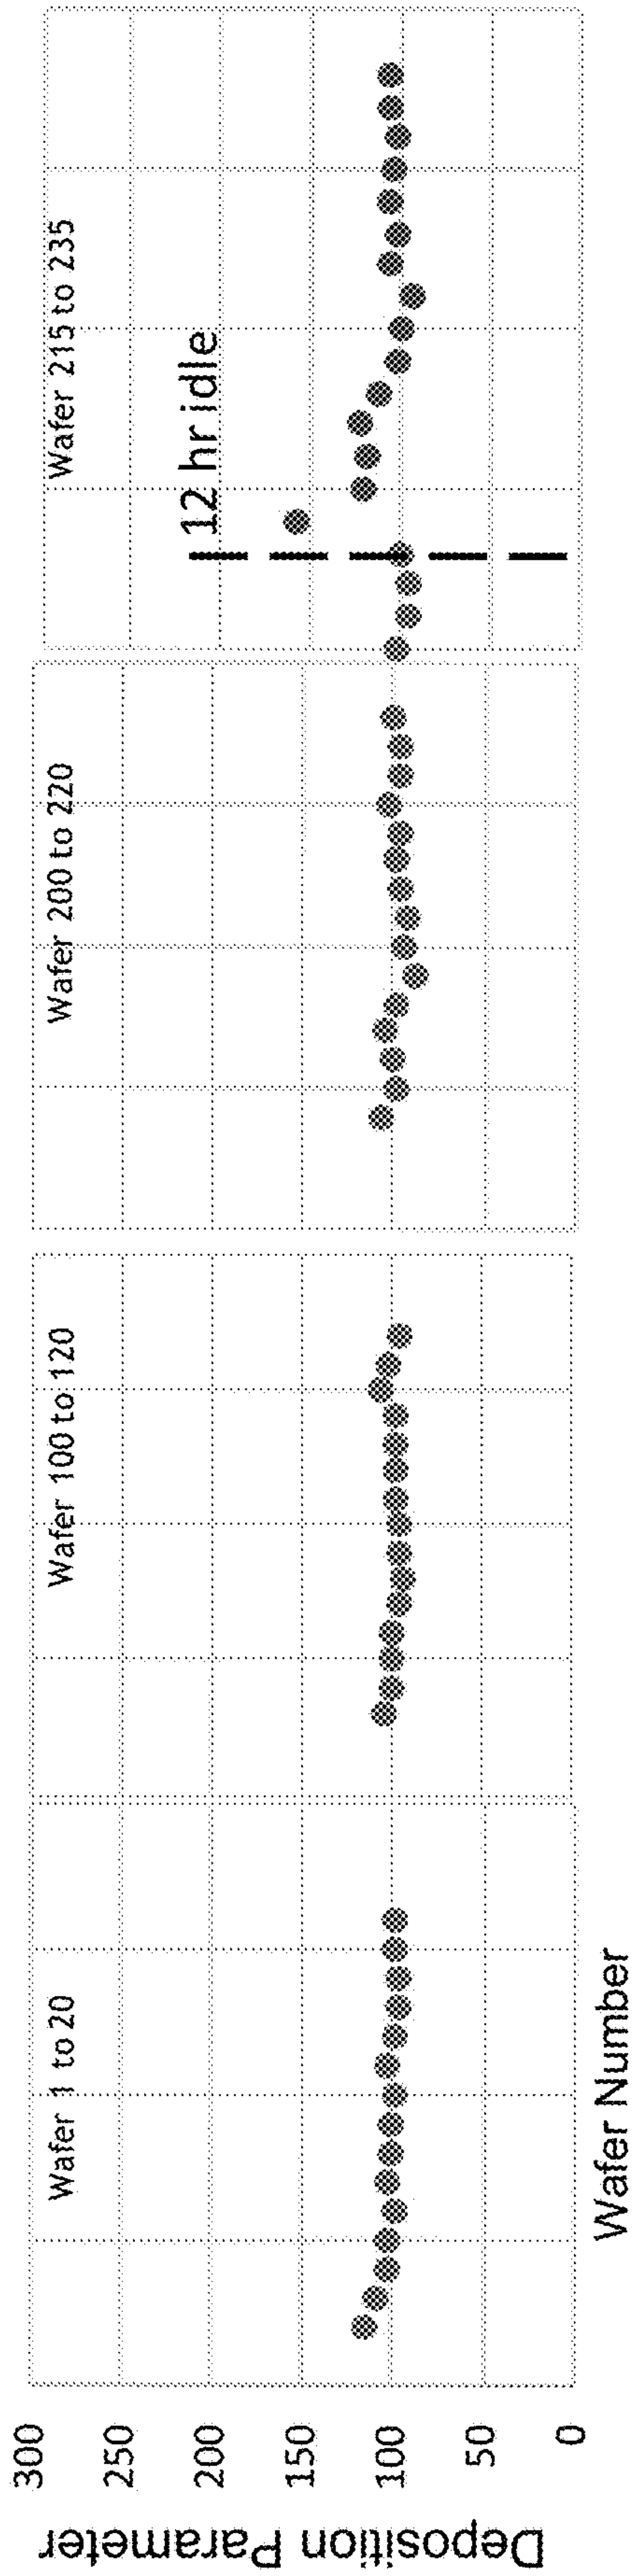 Deposition Parameter
300
250
200
150
100
50
0
Wafer 1 to 20
Wafer 100 to 120
Wafer 200 to 220
Wafer 215 to 235
12 hr idle
Wafer Number